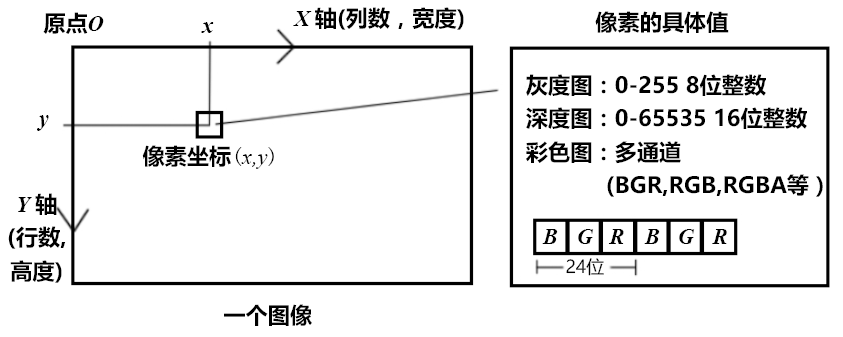 原点O
x
X 轴(列数，宽度)
y
像素坐标(x,y)
Y 轴
(行数,
高度)
一个图像
像素的具体值
灰度图：0-255 8位整数
深度图：0-65535 16位整数
彩色图：多通道
(BGR,RGB,RGBA等 )
B G R B G R
24位